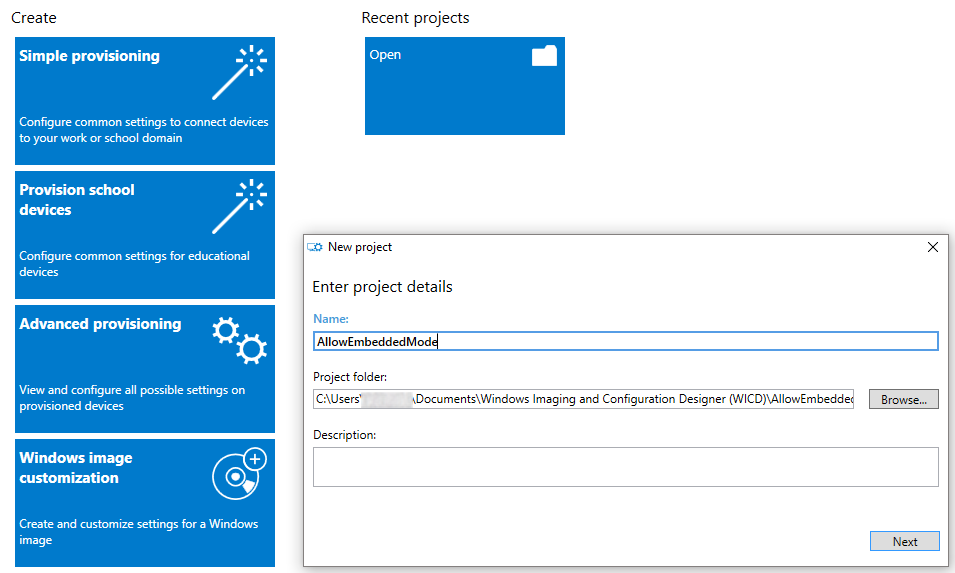 Create
Simple provisioning
Configure common settings to connect devices
to your work or school domain
Provision school
devices
Configure common settings for educational
devices
Advanced provisioning
View and configure all possible settings on
provisioned devices
Windows image
customization
Create and customize settings for a Windows
image
Recent projects
Open
New project
Enter project details
Name:
AllowEmbeddedMode
Project folder:
C:\Users\ \Documents\Windows Imaging and Configuration Designer (WICD)\AllowEmbedded
Browse...
Description:
Next